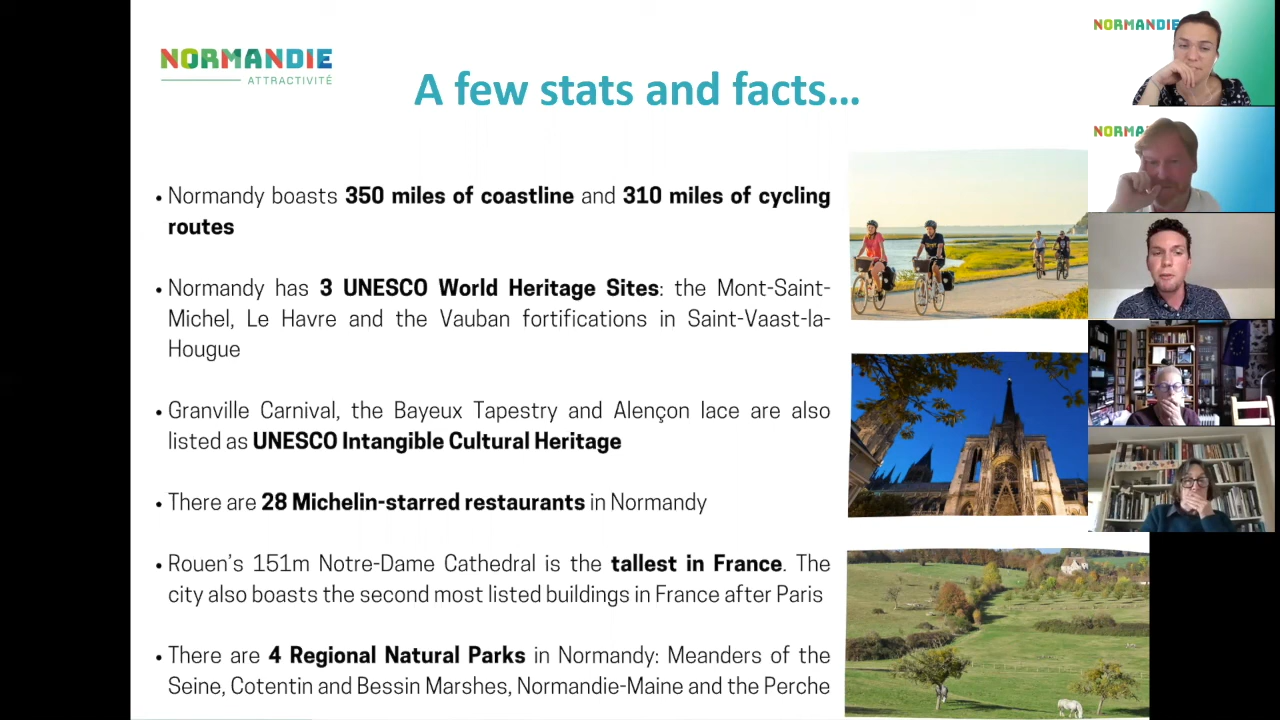 NORMANDIE
ATTRACTIVITÉ
A few stats and facts...
• Normandy boasts 350 miles of coastline and 310 miles of cycling
routes
• Normandy has 3 UNESCO World Heritage Sites: the Mont-Saint-
Michel, Le Havre and the Vauban fortifications in Saint-Vaast-la-
Hougue
• Granville Carnival, the Bayeux Tapestry and Alençon lace are also
listed as UNESCO Intangible Cultural Heritage
• There are 28 Michelin-starred restaurants in Normandy
• Rouen's 151m Notre-Dame Cathedral is the tallest in France. The
city also boasts the second most listed buildings in France after Paris
• There are 4 Regional Natural Parks in Normandy: Meanders of the
Seine, Cotentin and Bessin Marshes, Normandie-Maine and the Perche
NORMANDIE
NORMA